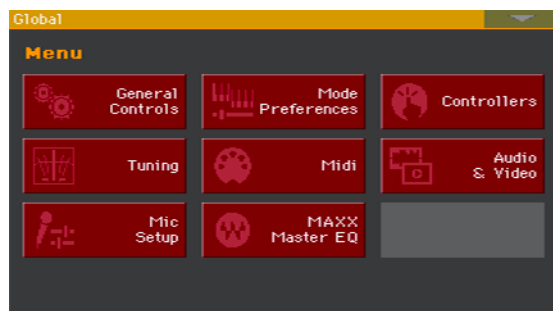 Global
Menu
General
Controls
Mode
Preferences
Controllers
Tuning
Midi
Audio
& Video
Mic
Setup
MAXX
Master EQ